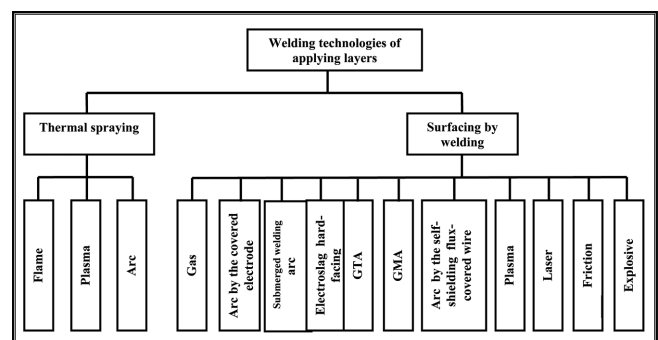 Welding technologies of
applying layers
Thermal spraying
Surfacing by
welding
Flame
Plasma
Arc
Gas
Arc by the covered
electrode
Submerged welding
arc
Electroslag hard-
facing
GTA
GMA
Arc by the self-
shielding flux-
covered wire
Plasma
Laser
Friction
Explosive